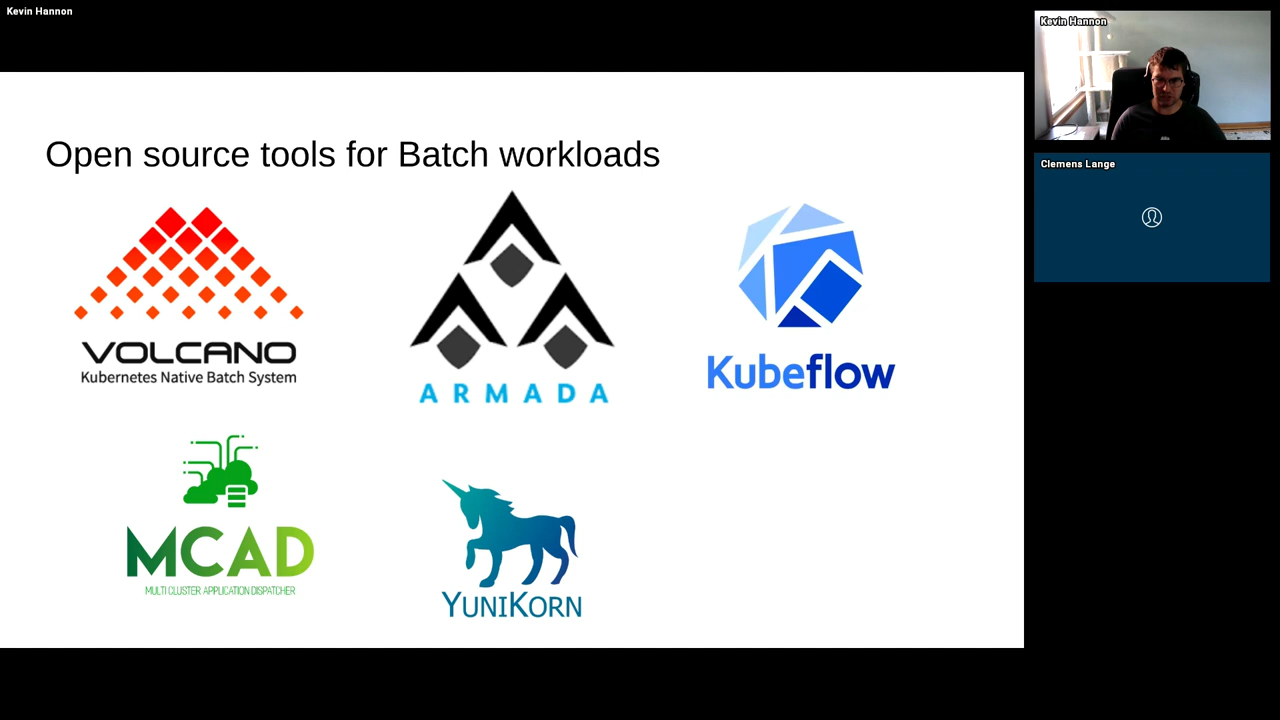 Kevin Hannon
Open source tools for Batch workloads
VOLCANO
Kubernetes Native Batch System
ARMADA
Kubeflow
MCAD
MULTI CLUSTER APPLICATION DISPATCHER
YUNIKORN
Kevin Hannon
Clemens Lange